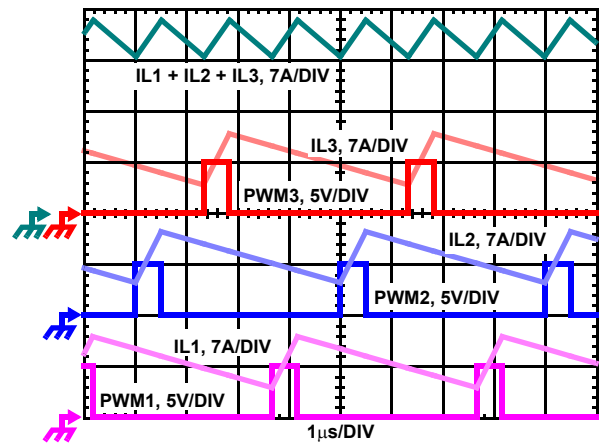 IL1 + IL2 + IL3, 7A/DIV
IL3, 7A/DIV
PWM3, 5V/DIV
IL2, 7A/DIV
PWM2, 5V/DIV
IL1, 7A/DIV
PWM1, 5V/DIV
1μs/DIV